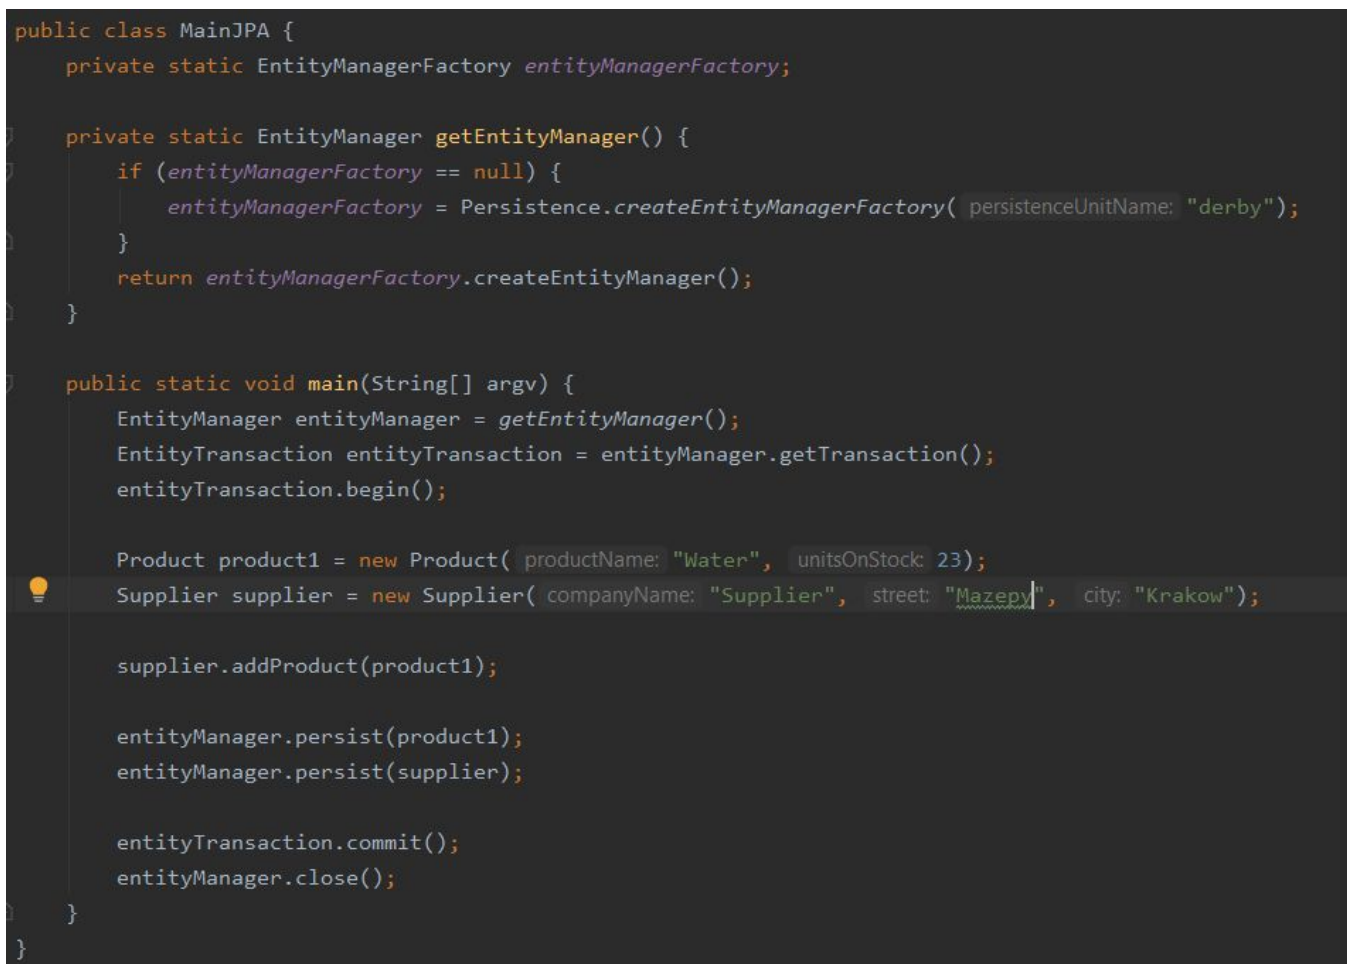 public class MainJPA {
private static EntityManagerFactory entityManagerFactory;
private static EntityManager getEntityManager() {
if (entityManagerFactory == null) {
entityManagerFactory = Persistence.createEntityManagerFactory( persistenceUnitName: "derby");
}
return entityManagerFactory.createEntityManager();
}
public static void main(String[] argv) {
EntityManager entityManager = getEntityManager();
EntityTransaction entityTransaction = entityManager.getTransaction();
entityTransaction.begin();
Product product1 = new Product( productName: "Water", unitsOnStock: 23);
Supplier supplier = new Supplier( companyName: "Supplier", street: "Mazepy", city: "Krakow");
supplier.addProduct(product1);
entityManager.persist(product1);
entityManager.persist(supplier);
entityTransaction.commit();
entityManager.close();
}
}